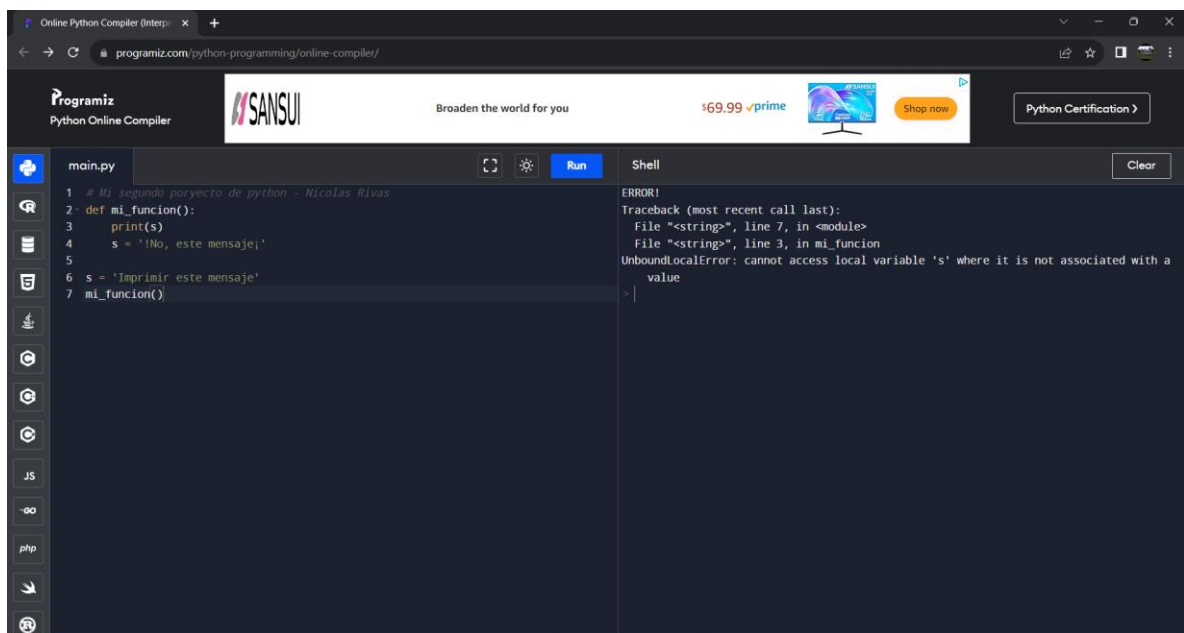 Online Python Compiler (Interpr
programiz.com/python-programming/online-compiler/
Programiz
Python Online Compiler
SANSUI
Broaden the world for you
$69.99 prime
Shop now
Python Certification >
main.py
Run
Shell
Clear
1 # Mi segundo poryecto de python - Nicolas Rivas
2 def mi_funcion():
3 print(s)
4 s = '!No, este mensaje¡'
5
6 s = 'Imprimir este mensaje'
7 mi_funcion()
ERROR!
Traceback (most recent call last):
File "<string>", line 7, in <module>
File "<string>", line 3, in mi_funcion
UnboundLocalError: cannot access local variable 's' where it is not associated with a
value
>
JS
GO
php